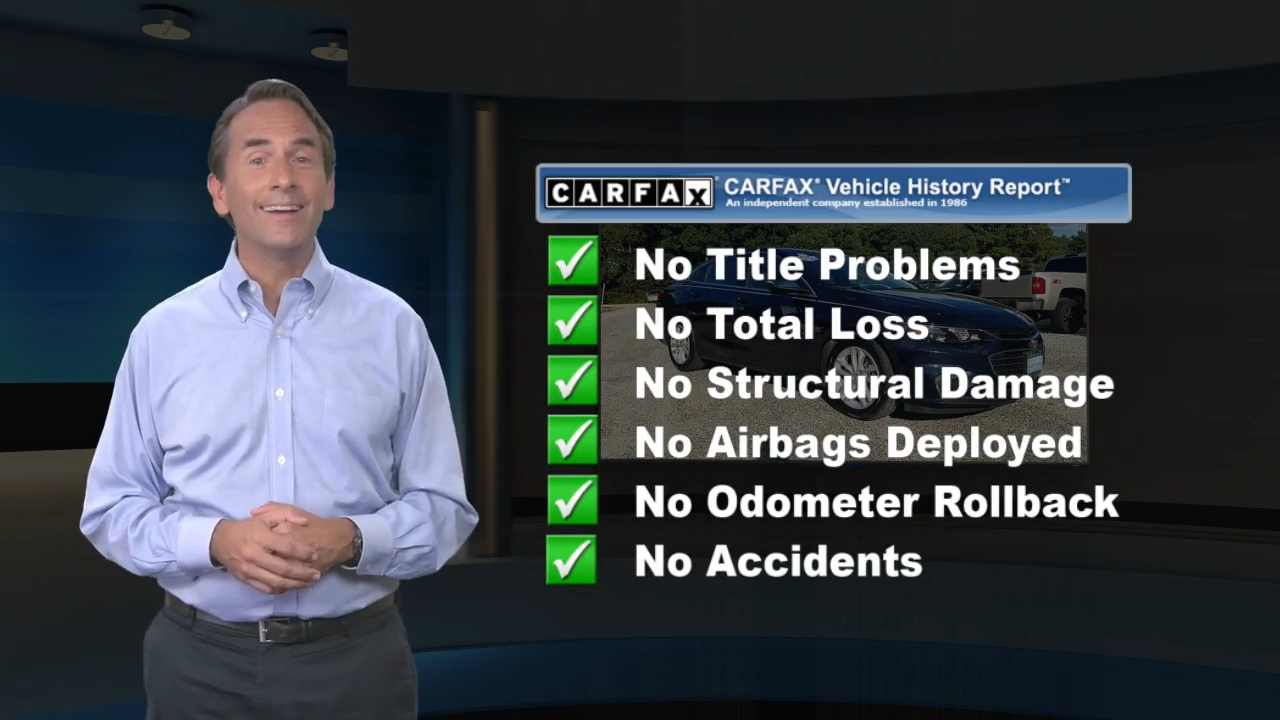 CARFAX® CARFAX® Vehicle History Report™
An independent company established in 1986
No Title Problems
No Total Loss
No Structural Damage
No Airbags Deployed
No Odometer Rollback
No Accidents